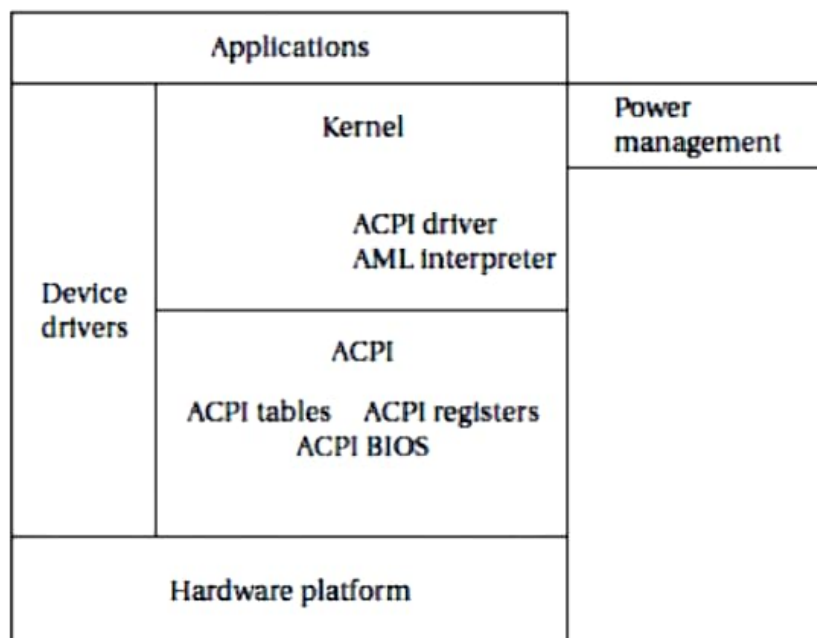 Applications
Kernel
Power
management
ACPI driver
AML interpreter
Device
drivers
ACPI
ACPI tables ACPI registers
ACPI BIOS
Hardware platform